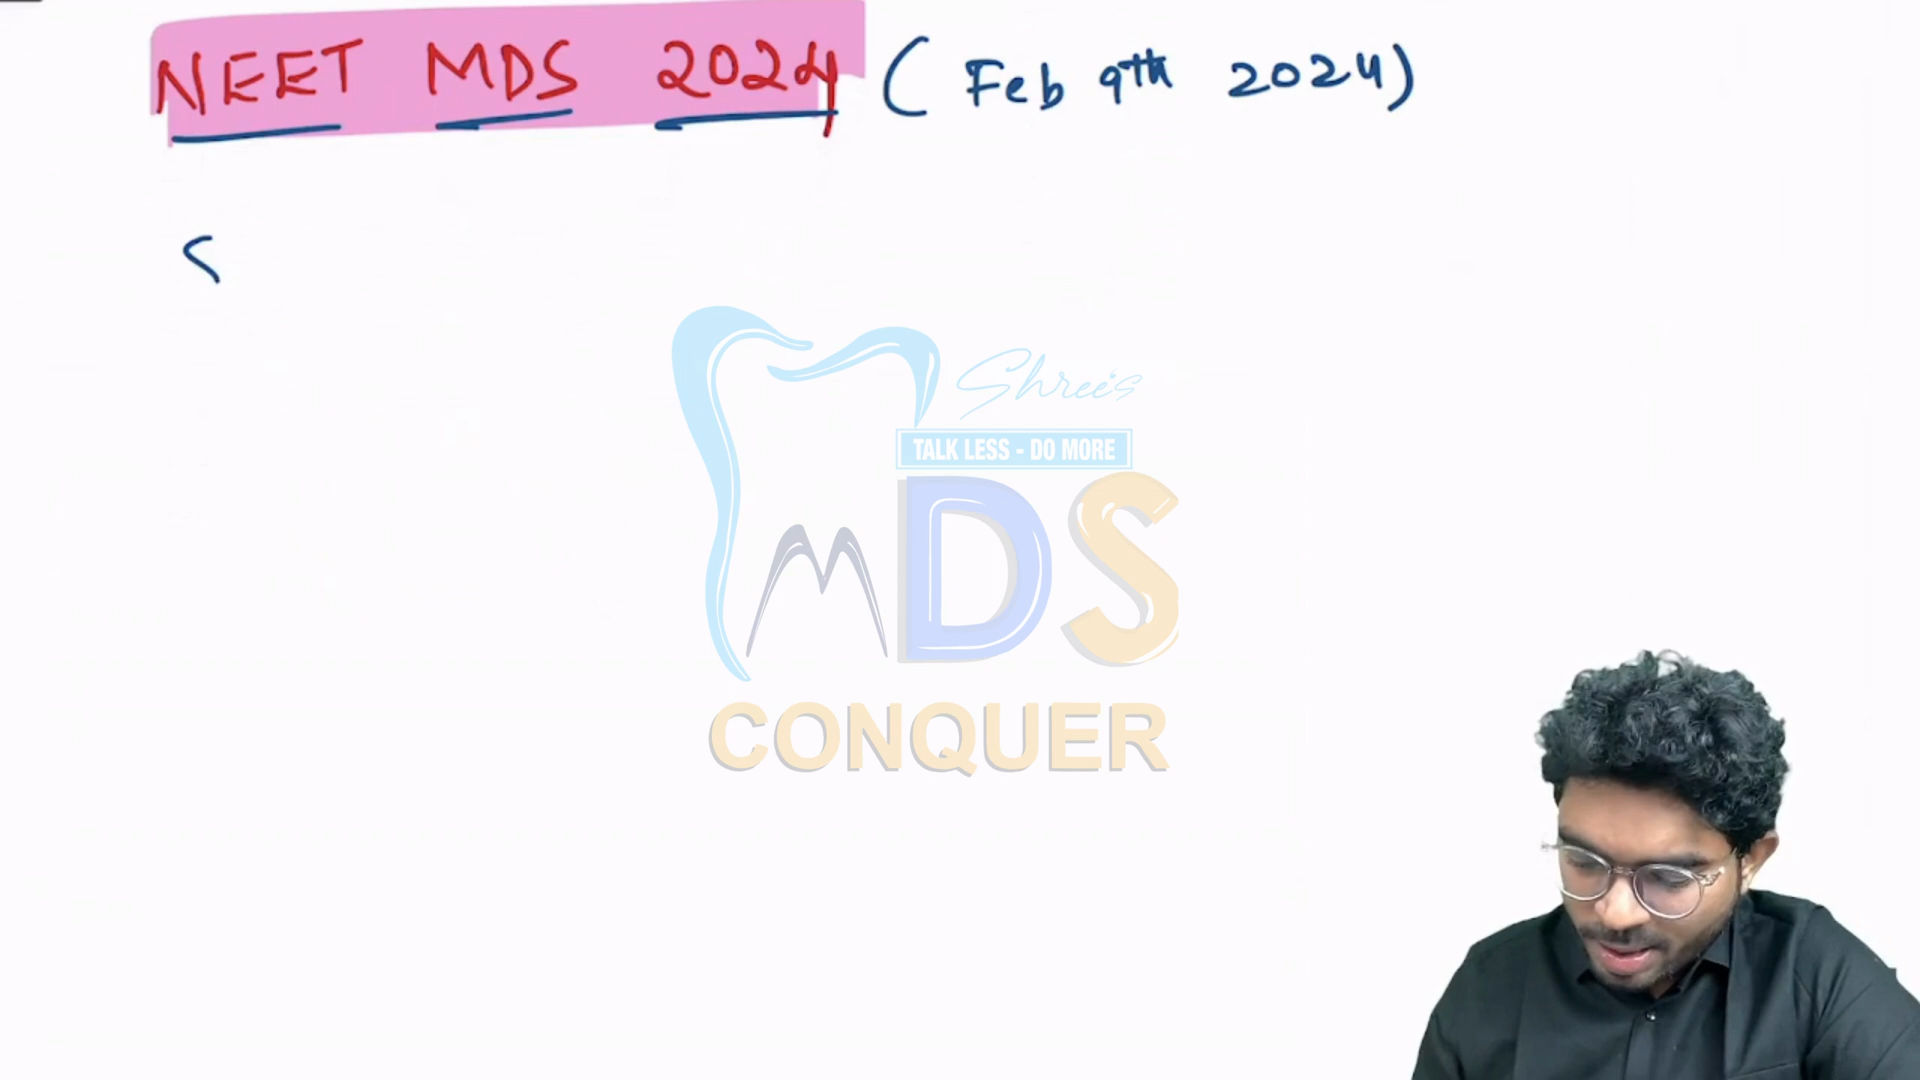 NEET MDS 2024 ( Feb 9th 2024)
Shree's
TALK LESS - DO MORE
MDS
CONQUER